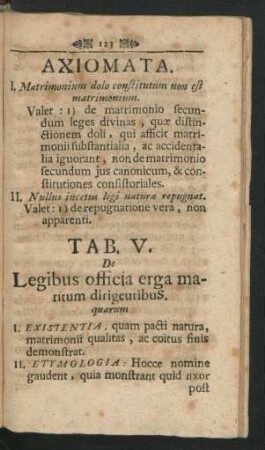 123
AXIOMATA.
I. Matrimonium dolo constitutum non est
matrimonium.
Valet : 1) de matrimonio secun-
dum leges divinas, quæ distin-
ctionem doli, qui afficit matri-
monii substantialia, ac accidenta-
lia iguorant, non de matrimonio
secundum jus canonicum, & con-
stitutiones consistoriales.
II. Nullus incetus legi naturæ repugnat.
Valet: 1) de repugnatione vera, non
apparenti.
TAB. V.
De
Legibus officia erga ma-
ritum dirigeutibuS.
quarum
I. EXISTENTIA, quam pacti natura,
matrimonii qualitas, ac coitus finis
demonstrat.
II. ETYMOLOGIA: Hocce nomine
gaudent, quia monstrant quid uxor
post